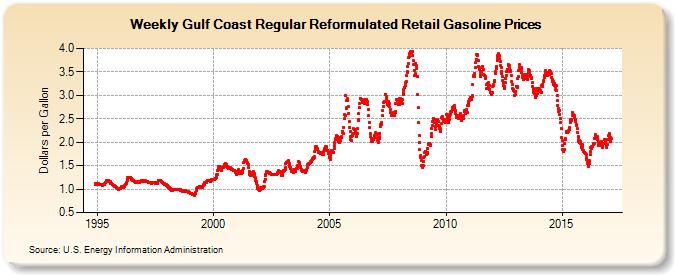 Weekly Gulf Coast Regular Reformulated Retail Gasoline Prices
Dollars per Gallon
4.0
3.5
3.0
2.5
2.0
1.5
1.0
0.5
1995 2000 2005 2010 2015
Source: U.S. Energy Information Administration